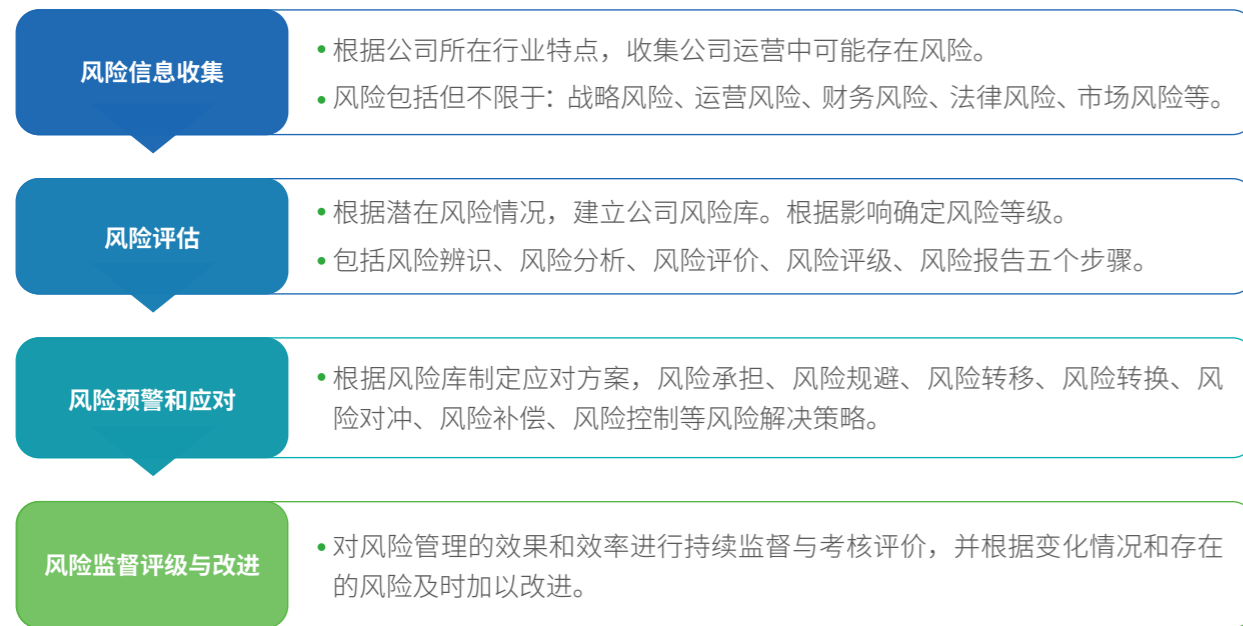 风险信息收集
• 根据公司所在行业特点，收集公司运营中可能存在风险。
• 风险包括但不限于：战略风险、运营风险、财务风险、法律风险、市场风险等。
风险评估
• 根据潜在风险情况，建立公司风险库。根据影响确定风险等级。
• 包括风险辨识、风险分析、风险评价、风险评级、风险报告五个步骤。
风险预警和应对
• 根据风险库制定应对方案，风险承担、风险规避、风险转移、风险转换、风
险对冲、风险补偿、风险控制等风险解决策略。
风险监督评级与改进
• 对风险管理的效果和效率进行持续监督与考核评价，并根据变化情况和存在
的风险及时加以改进。